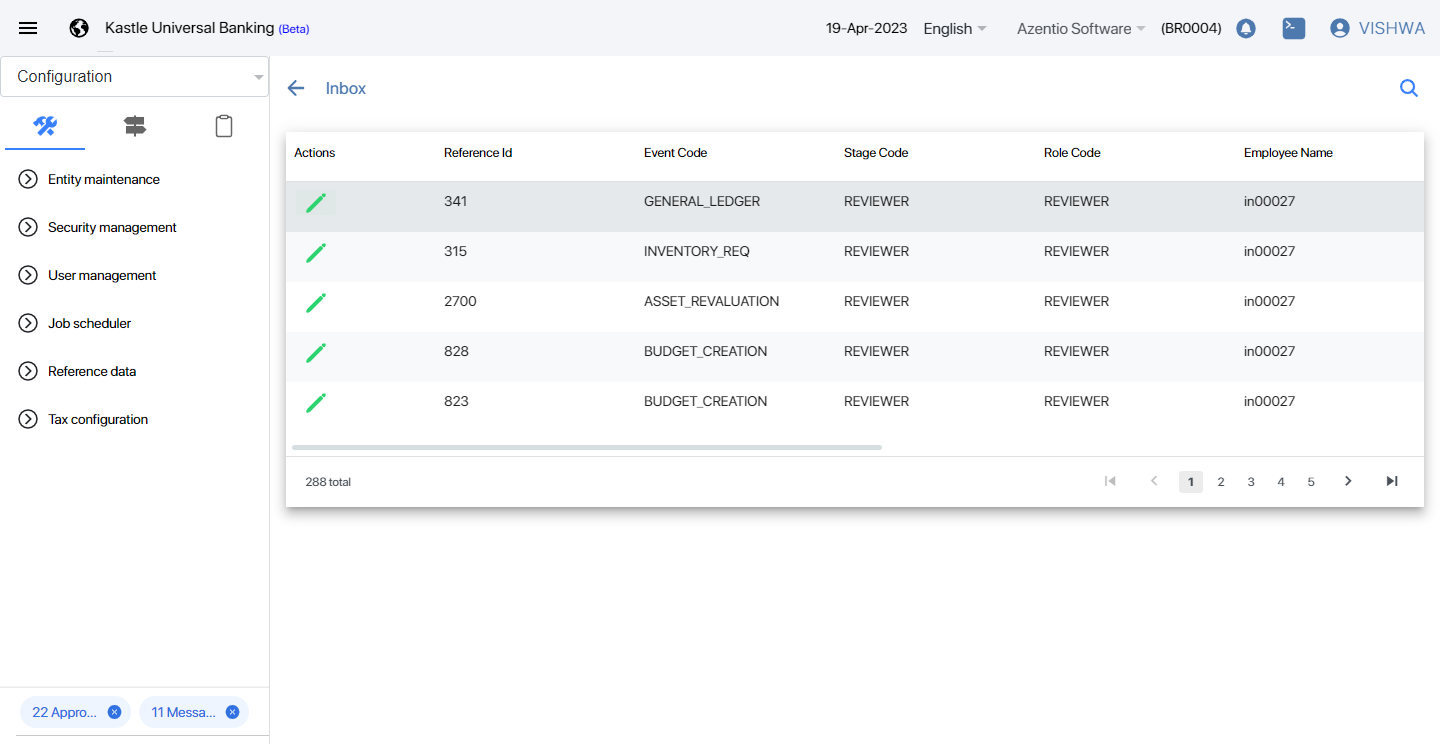 Kastle Universal Banking (Beta) 19-Apr-2023 English Azentio Software (BR0004) VISHWA
Configuration
Inbox
Entity maintenance
Security management
User management
Job scheduler
Reference data
Tax configuration
Actions Reference Id Event Code Stage Code Role Code Employee Name
341 GENERAL_LEDGER REVIEWER REVIEWER in00027
315 INVENTORY_REQ REVIEWER REVIEWER in00027
2700 ASSET_REVALUATION REVIEWER REVIEWER in00027
828 BUDGET_CREATION REVIEWER REVIEWER in00027
823 BUDGET_CREATION REVIEWER REVIEWER in00027
288 total 1 2 3 4 5
22 Appro... 11 Messa...